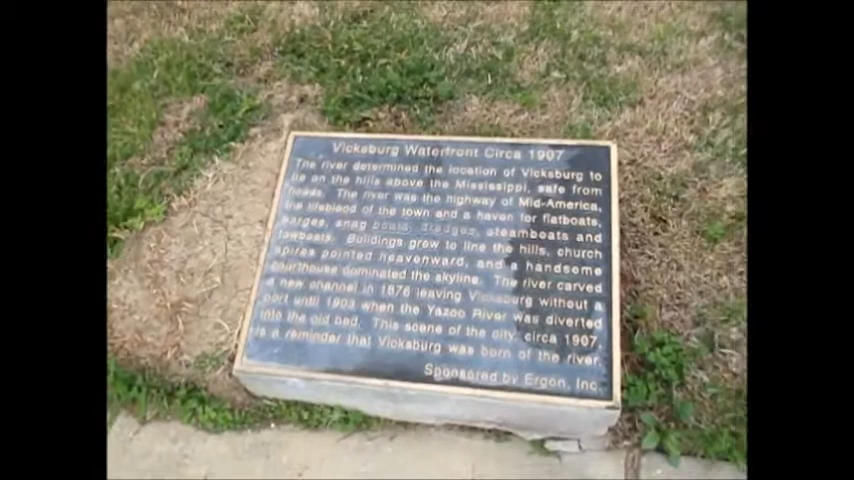 Vicksburg Waterfront Circa 1907
The river determined the location of Vicksburg to
lie on the hills above the Mississippi, safe from
floods. The river was the highway of Mid-America,
the lifeblood of the town and a haven for flatboats,
barges, snag boats, dredges, steamboats and
towboats. Buildings grew to line the hills, church
spires pointed heavenward, and a handsome
courthouse dominated the skyline. The river carved
a new channel in 1876 leaving Vicksburg without a
port until 1903 when the Yazoo River was diverted
into the old bed. This scene of the city, circa 1907,
is a reminder that Vicksburg was born of the river.
Sponsored by Ergon, Inc.